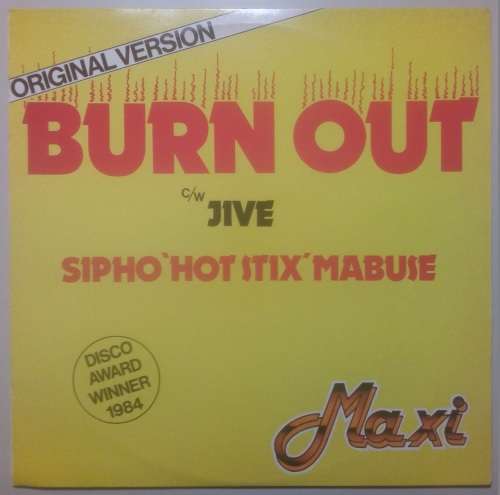 ORIGINAL VERSION
BURN OUT
c/w JIVE
SIPHO 'HOT STIX' MABUSE
DISCO
AWARD
WINNER
1984
Maxi